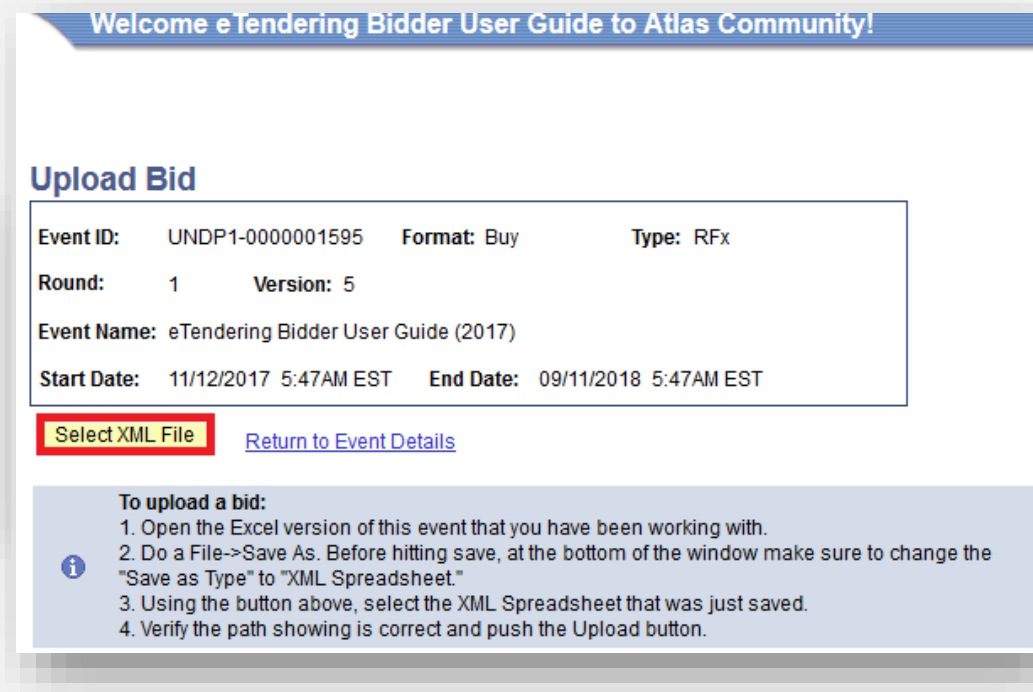 Welcome eTendering Bidder User Guide to Atlas Community!
Upload Bid
Event ID: UNDP1-0000001595 Format: Buy Type: RFx
Round: 1 Version: 5
Event Name: eTendering Bidder User Guide (2017)
Start Date: 11/12/2017 5:47AM EST End Date: 09/11/2018 5:47AM EST
Select XML File Return to Event Details
To upload a bid:
1. Open the Excel version of this event that you have been working with.
2. Do a File->Save As. Before hitting save, at the bottom of the window make sure to change the
"Save as Type" to "XML Spreadsheet."
3. Using the button above, select the XML Spreadsheet that was just saved.
4. Verify the path showing is correct and push the Upload button.